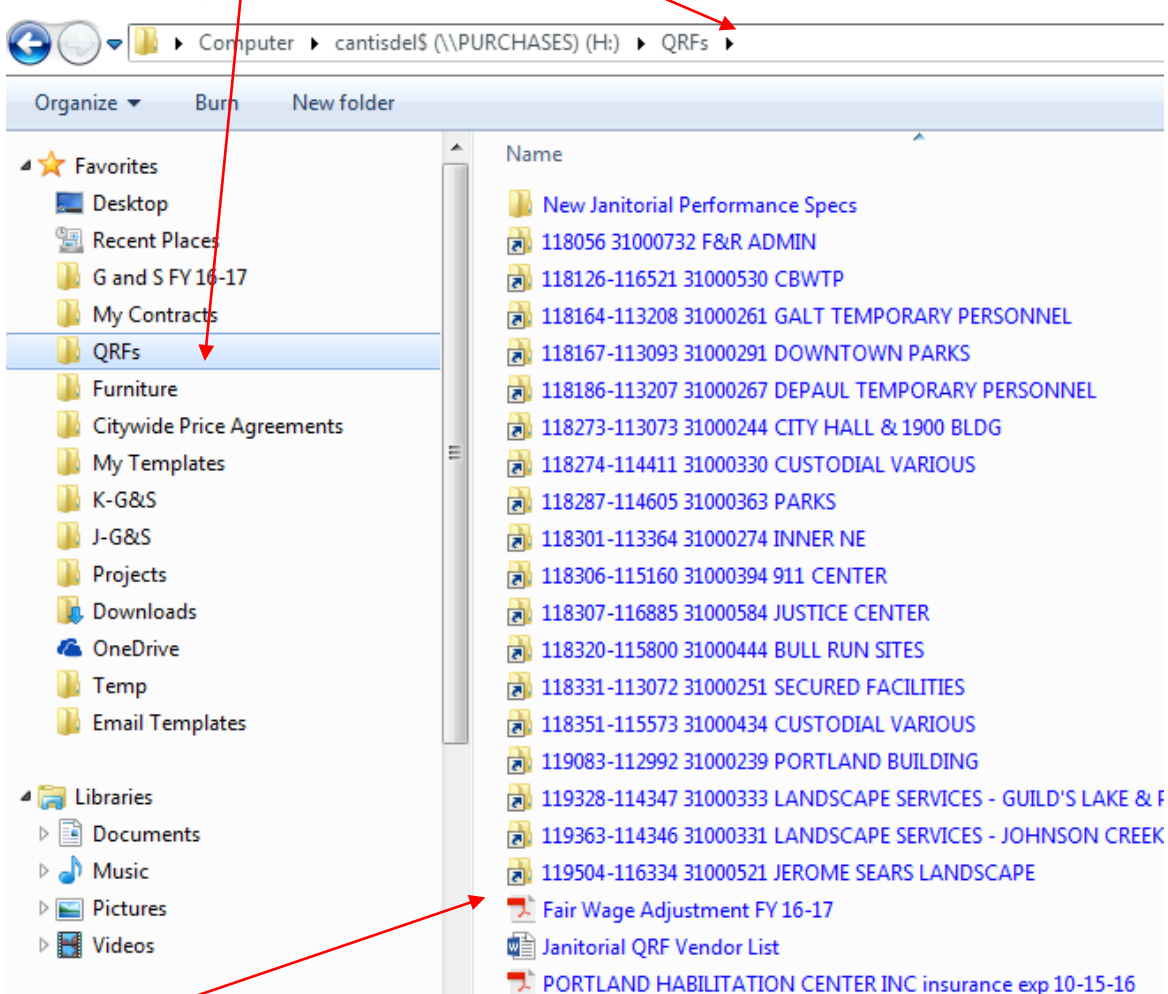 Computer ▸ cantisdel$ (\\PURCHASES) (H:) ▸ QRFs ▸
Organize ▾ Burn New folder
Favorites
Desktop
Recent Places
G and S FY 16-17
My Contracts
QRFs
Furniture
Citywide Price Agreements
My Templates
K-G&S
J-G&S
Projects
Downloads
OneDrive
Temp
Email Templates
Libraries
Documents
Music
Pictures
Videos
Name
New Janitorial Performance Specs
118056 31000732 F&R ADMIN
118126-116521 31000530 CBWTP
118164-113208 31000261 GALT TEMPORARY PERSONNEL
118167-113093 31000291 DOWNTOWN PARKS
118186-113207 31000267 DEPAUL TEMPORARY PERSONNEL
118273-113073 31000244 CITY HALL & 1900 BLDG
118274-114411 31000330 CUSTODIAL VARIOUS
118287-114605 31000363 PARKS
118301-113364 31000274 INNER NE
118306-115160 31000394 911 CENTER
118307-116885 31000584 JUSTICE CENTER
118320-115800 31000444 BULL RUN SITES
118331-113072 31000251 SECURED FACILITIES
118351-115573 31000434 CUSTODIAL VARIOUS
119083-112992 31000239 PORTLAND BUILDING
119328-114347 31000333 LANDSCAPE SERVICES - GUILD'S LAKE &
119363-114346 31000331 LANDSCAPE SERVICES - JOHNSON CREEK
119504-116334 31000521 JEROME SEARS LANDSCAPE
Fair Wage Adjustment FY 16-17
Janitorial QRF Vendor List
PORTLAND HABILITATION CENTER INC insurance exp 10-15-16